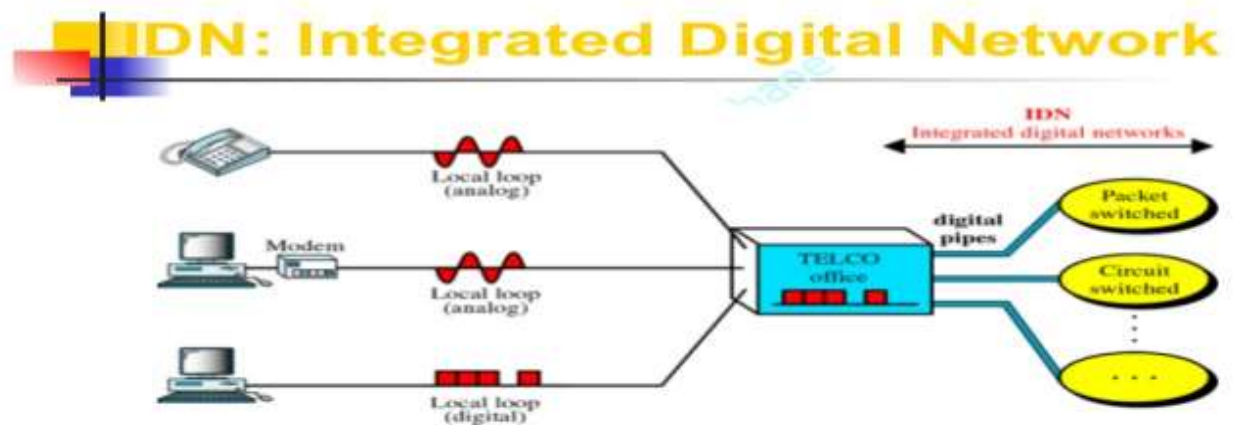 IDN: Integrated Digital Network
IDN
Integrated digital networks
Local loop
(analog)
Packet
switched
digital
pipes
Modem
TELCO
office
Circuit
switched
Local loop
(analog)
. . .
Local loop
(digital)